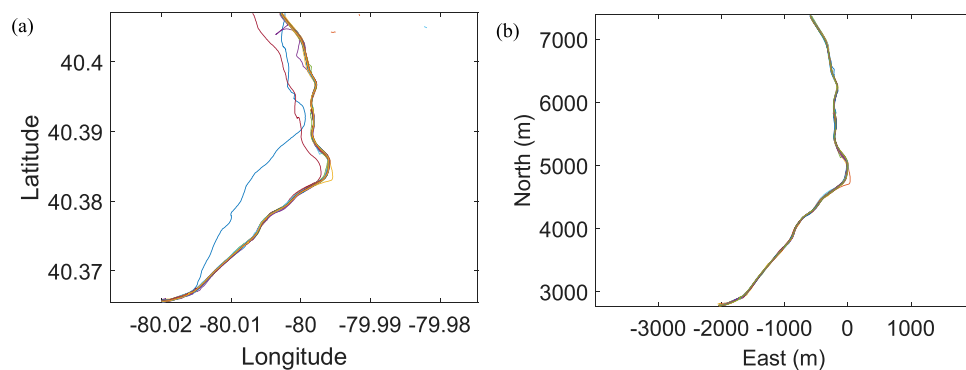 (a)
40.4
40.39
40.38
40.37
Latitude
-80.02 -80.01 -80 -79.99 -79.98
Longitude
(b)
7000
6000
5000
4000
3000
North (m)
-3000 -2000 -1000 0 1000
East (m)